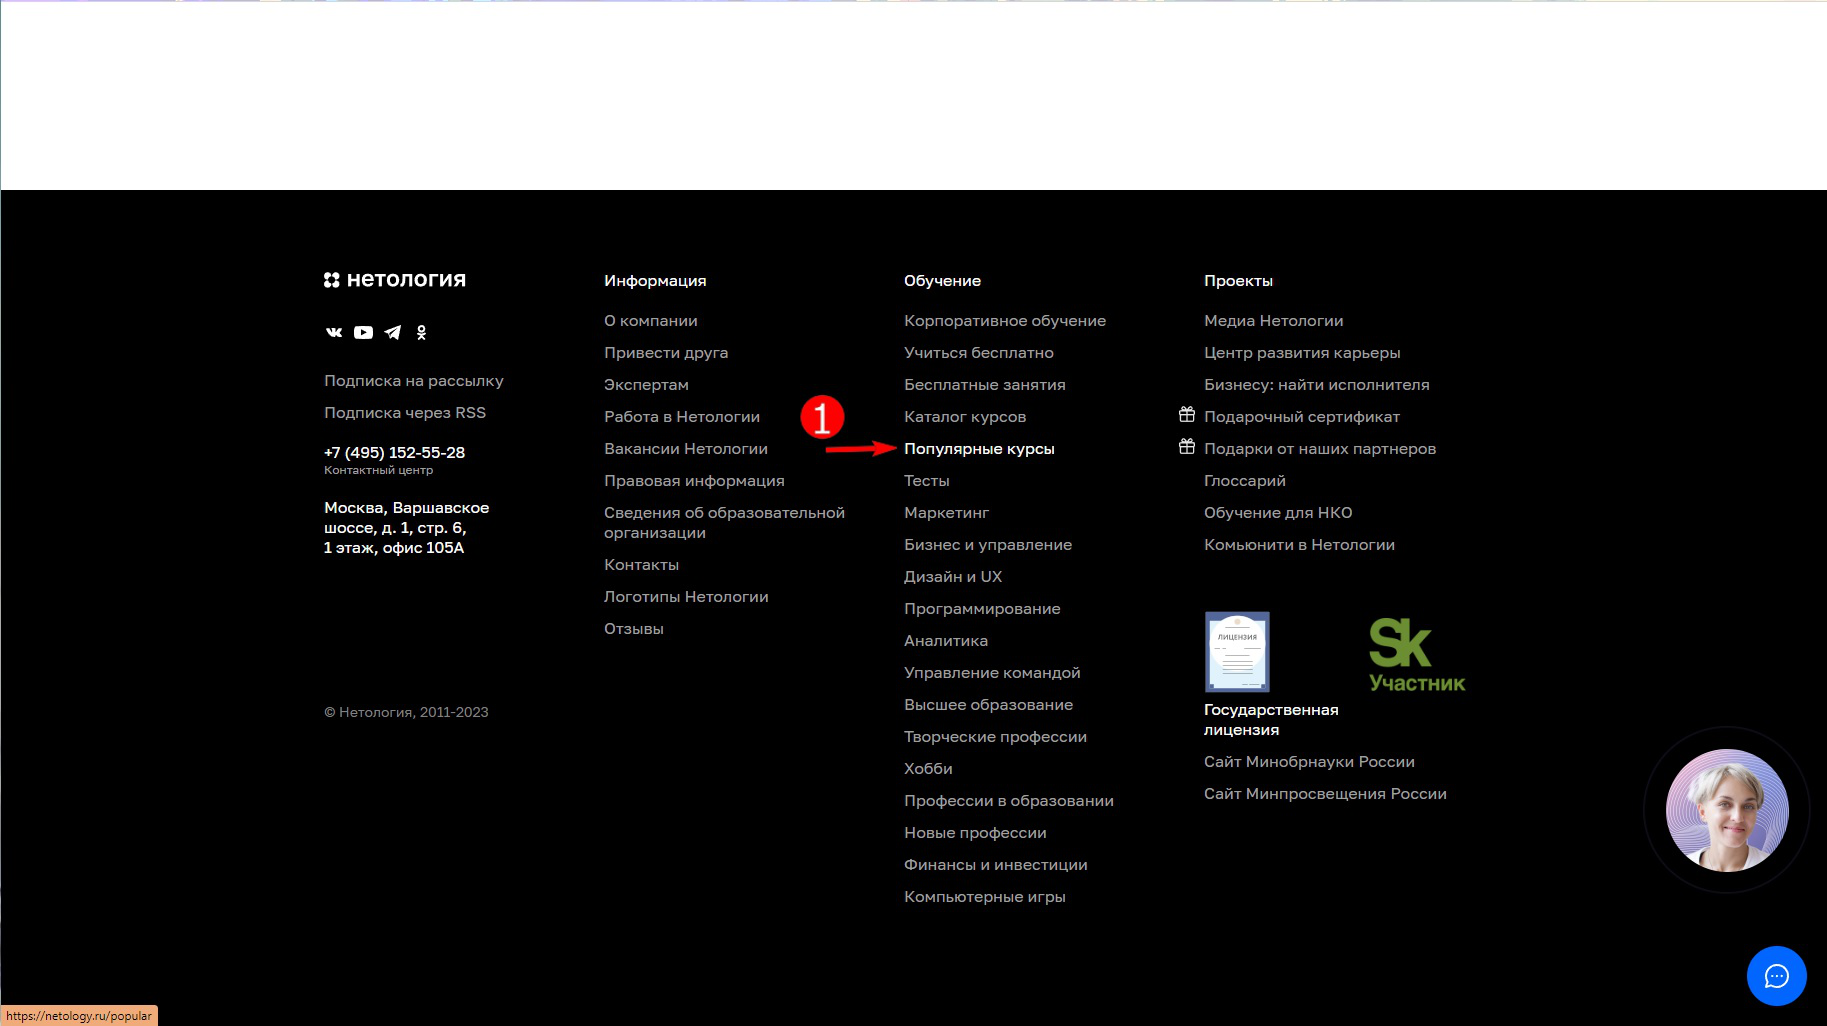 нетология
Подписка на рассылку
Подписка через RSS
+7 (495) 152-55-28
Контактный центр
Москва, Варшавское
шоссе, д. 1, стр. 6,
1 этаж, офис 105А
© Нетология, 2011-2023
Информация
О компании
Привести друга
Экспертам
Работа в Нетологии
Вакансии Нетологии
Правовая информация
Сведения об образовательной
организации
Контакты
Логотипы Нетологии
Отзывы
1
Обучение
Корпоративное обучение
Учиться бесплатно
Бесплатные занятия
Каталог курсов
Популярные курсы
Тесты
Маркетинг
Бизнес и управление
Дизайн и UX
Программирование
Аналитика
Управление командой
Высшее образование
Творческие профессии
Хобби
Профессии в образовании
Новые профессии
Финансы и инвестиции
Компьютерные игры
Проекты
Медиа Нетологии
Центр развития карьеры
Бизнесу: найти исполнителя
Подарочный сертификат
Подарки от наших партнеров
Глоссарий
Обучение для НКО
Комьюнити в Нетологии
ЛИЦЕНЗИЯ
Sk
Участник
Государственная
лицензия
Сайт Минобрнауки России
Сайт Минпросвещения России
https://netology.ru/popular